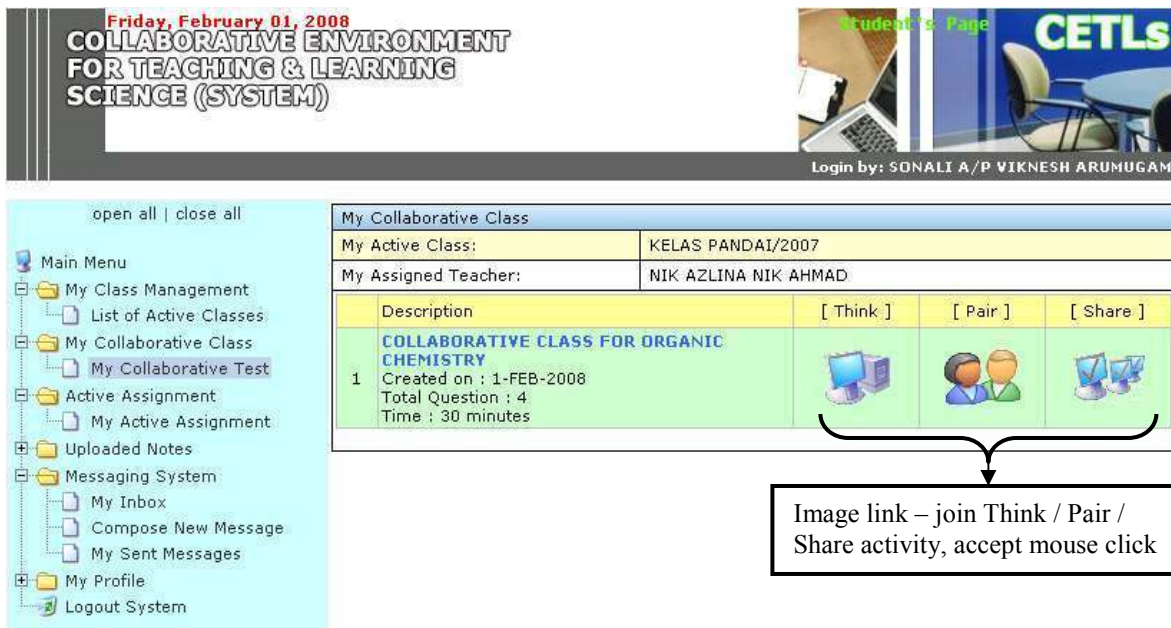 Friday, February 01, 2008
COLLABORATIVE ENVIRONMENT
FOR TEACHING & LEARNING
SCIENCE (SYSTEM)
Student's Page
CETLs
Login by: SONALI A/P VIKNESH ARUMUGAM
open all | close all
Main Menu
My Class Management
List of Active Classes
My Collaborative Class
My Collaborative Test
Active Assignment
My Active Assignment
Uploaded Notes
Messaging System
My Inbox
Compose New Message
My Sent Messages
My Profile
Logout System
My Collaborative Class
My Active Class: KELAS PANDAI/2007
My Assigned Teacher: NIK AZLINA NIK AHMAD
Description [ Think ] [ Pair ] [ Share ]
COLLABORATIVE CLASS FOR ORGANIC
CHEMISTRY
1 Created on : 1-FEB-2008
Total Question : 4
Time : 30 minutes
Image link – join Think / Pair /
Share activity, accept mouse click